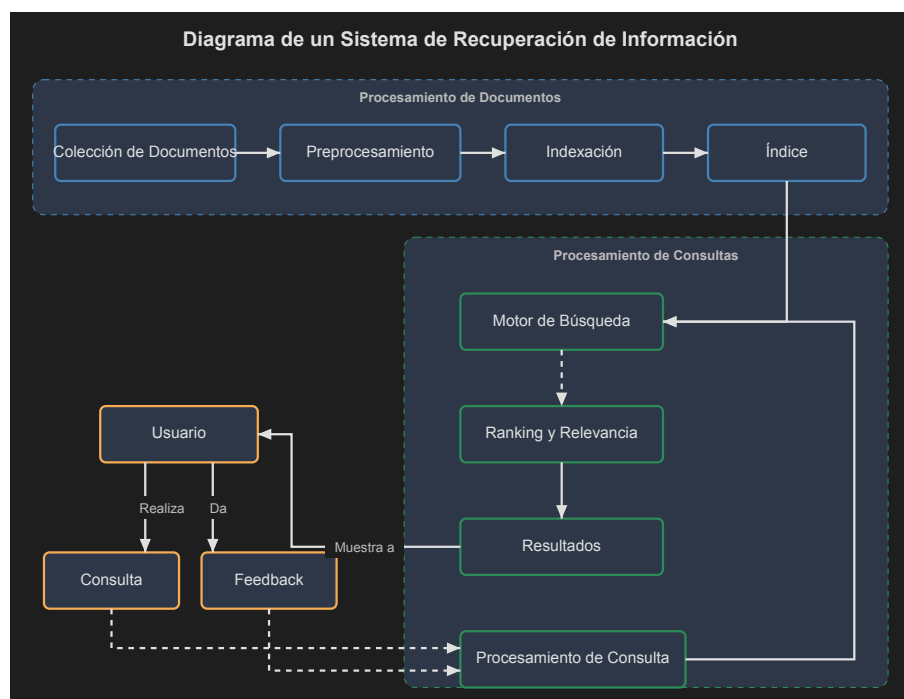 Diagrama de un Sistema de Recuperación de Información
Procesamiento de Documentos
Colección de Documentos
Preprocesamiento
Indexación
Índice
Procesamiento de Consultas
Motor de Búsqueda
Ranking y Relevancia
Usuario
Realiza
Da
Muestra a
Resultados
Consulta
Feedback
Procesamiento de Consulta